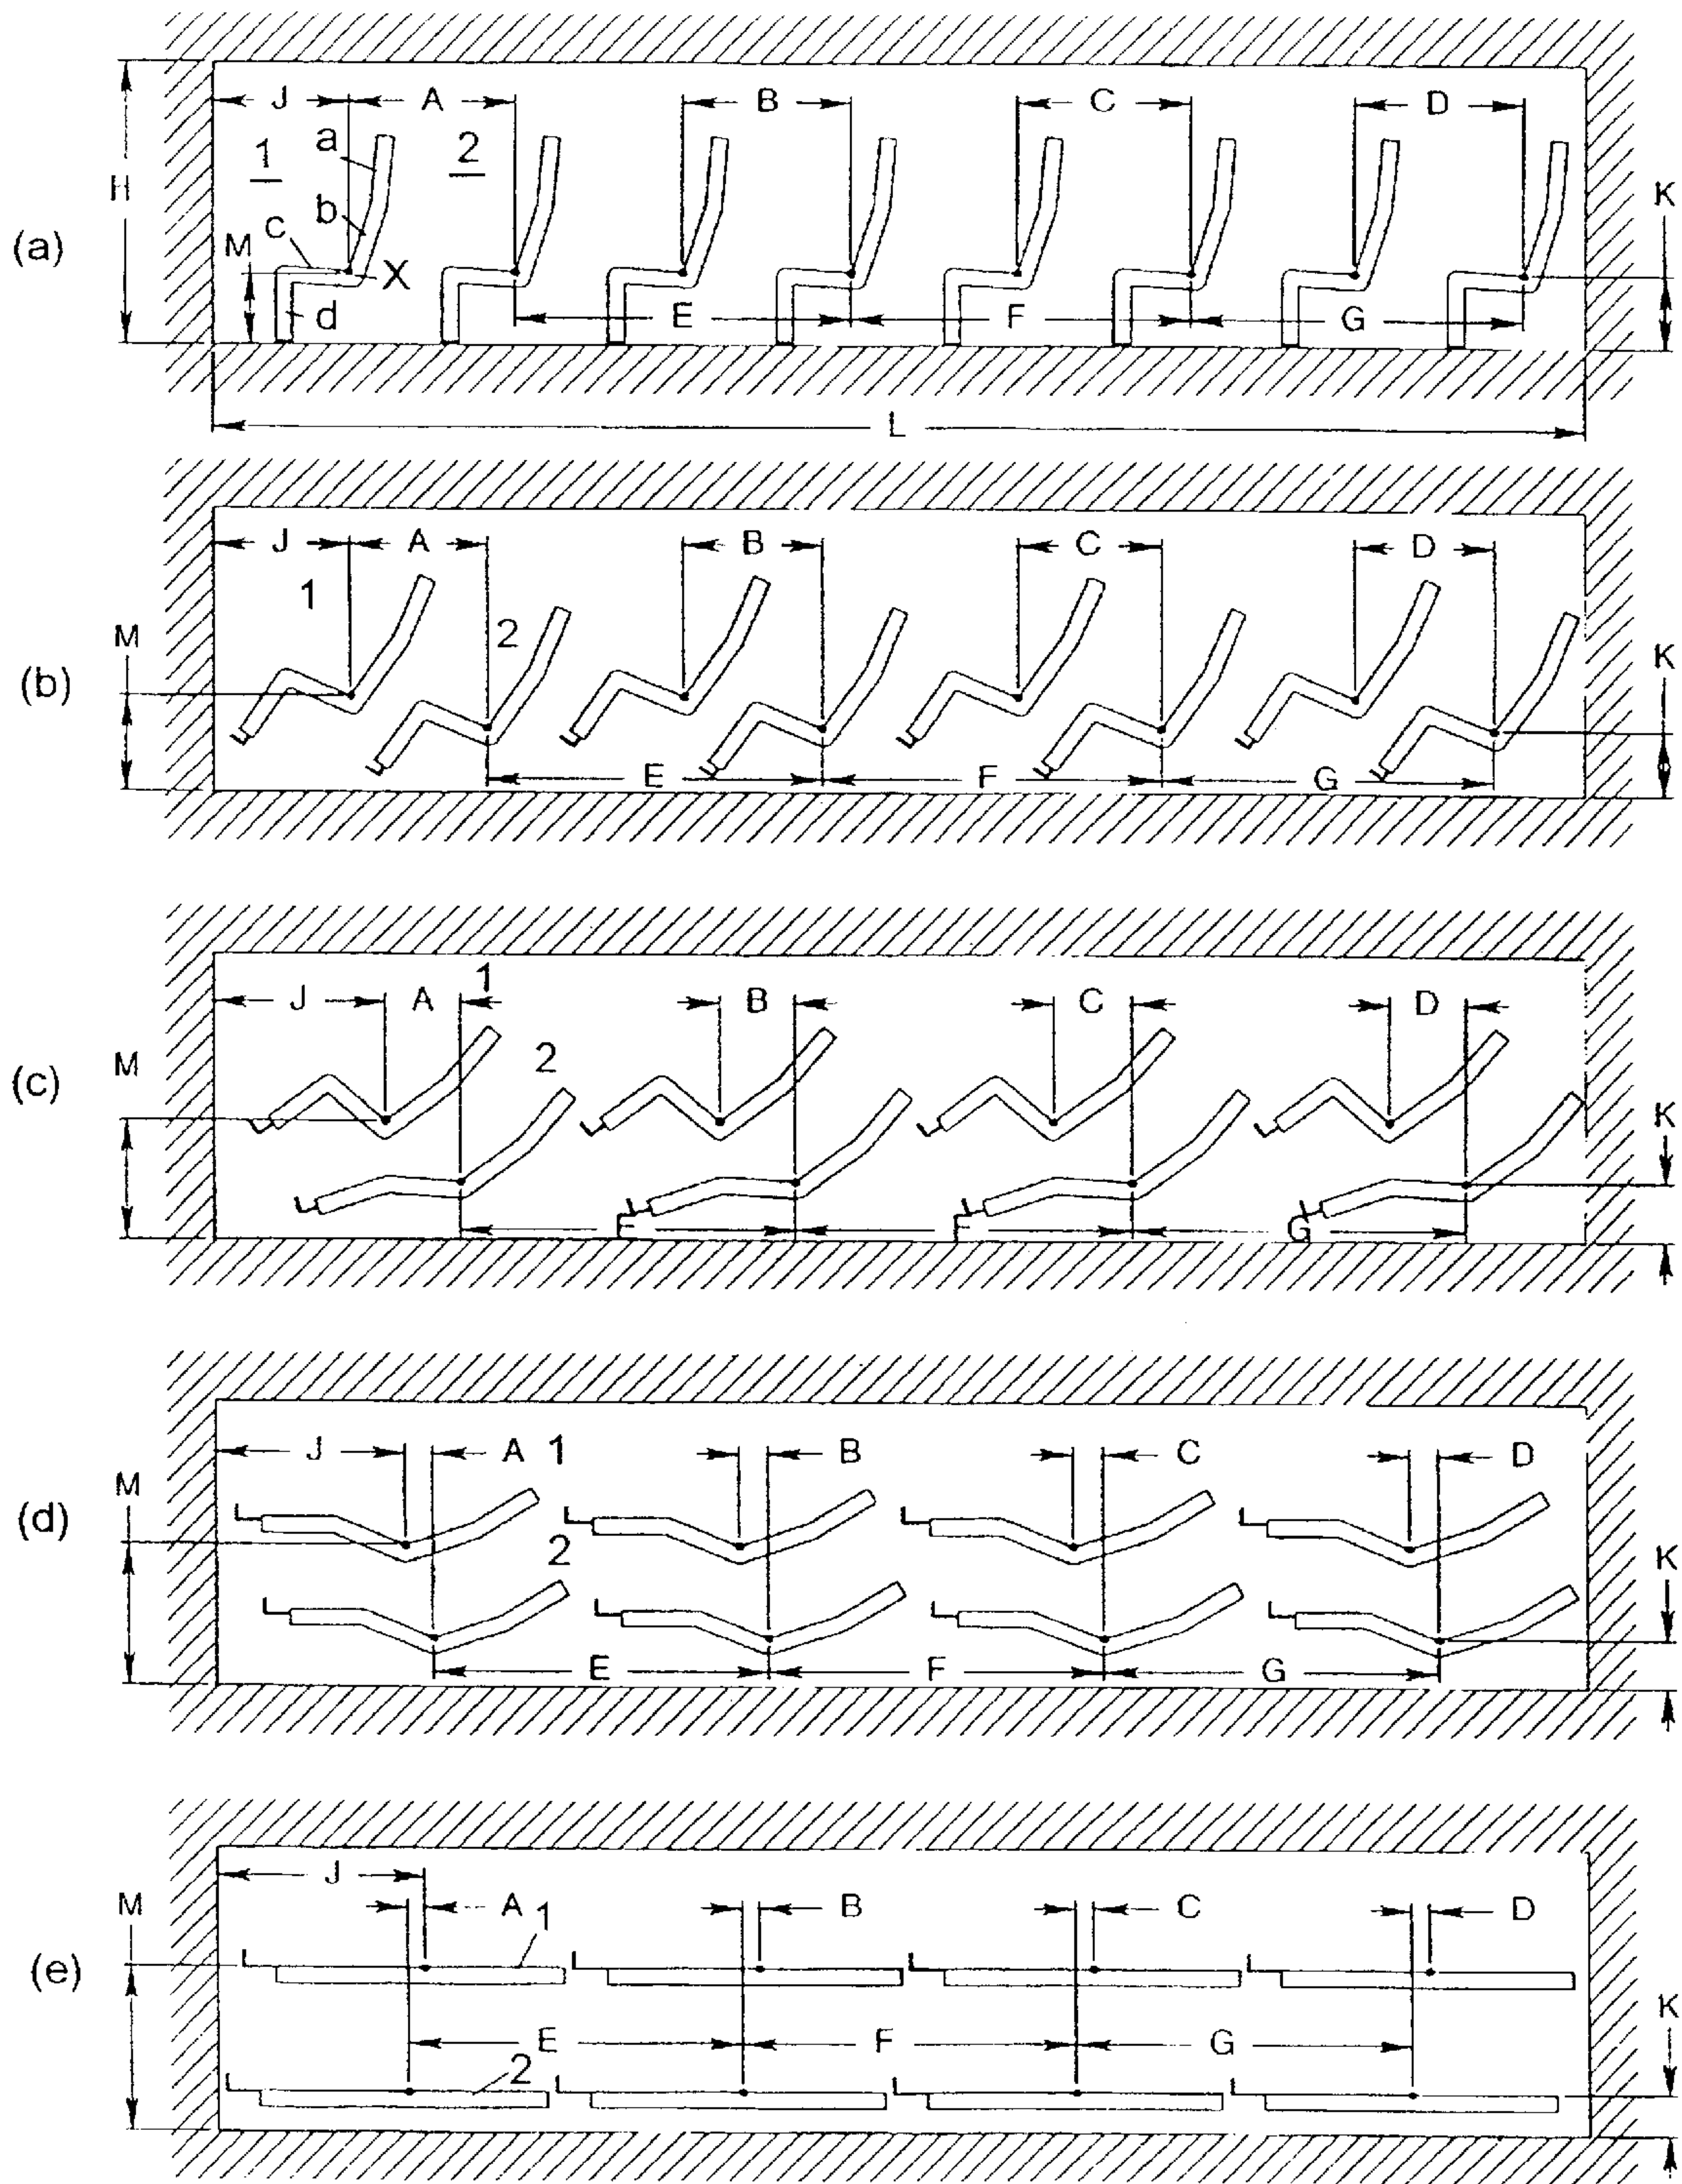 J A B C D
1 a 2
H K
b
(a) M c X
d E F G
L
J A B C D
1
M 2
(b) K
E F G
1
J A B C D
M 2
(c) K
F G
J A 1 B C D
M
(d) 2 K
E F G
J
M A 1 B C D
(e)
K
E F G
2